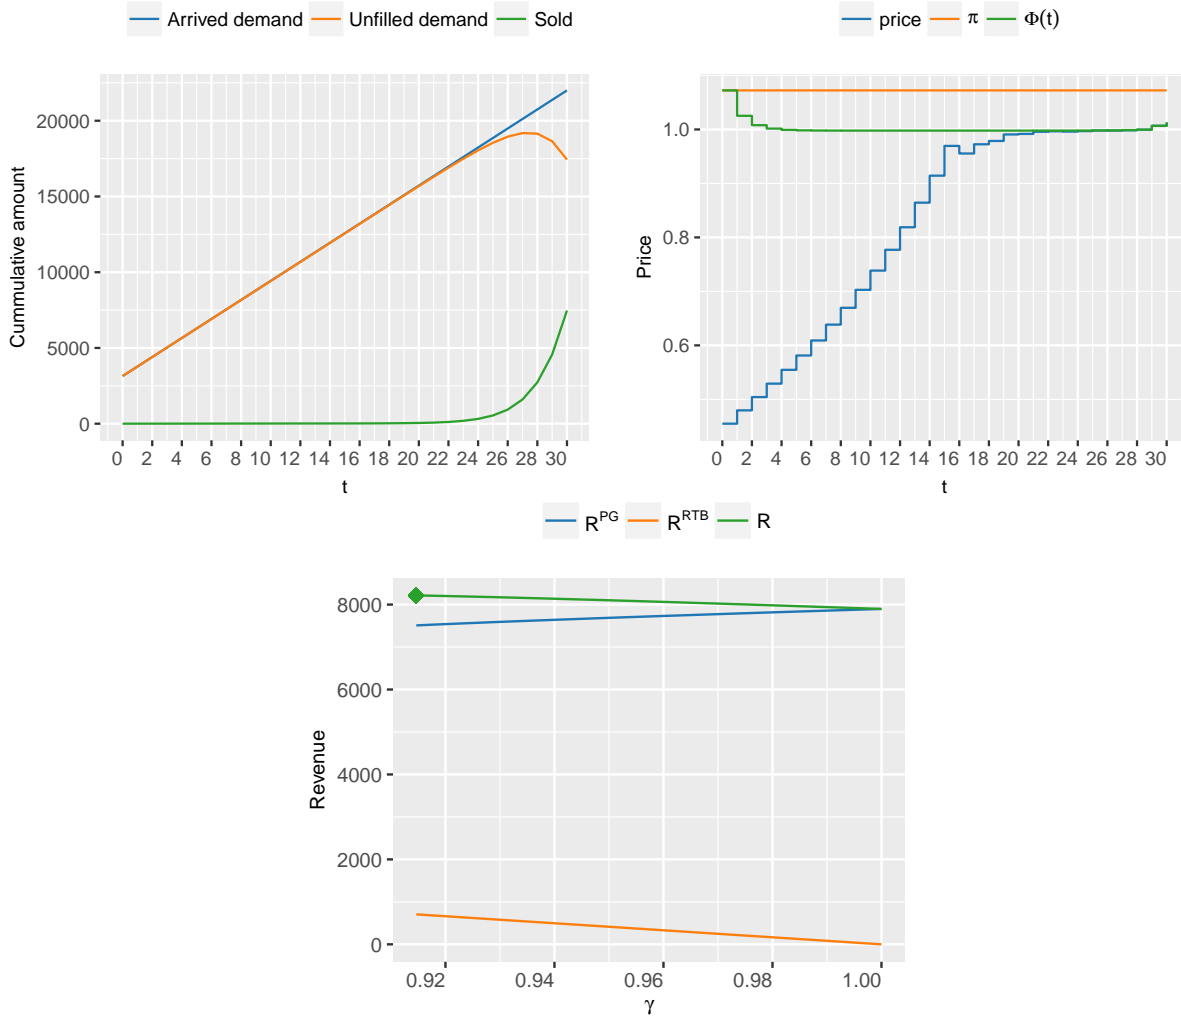 Arrived demand Unfilled demand Sold
Cummulative amount
20000
15000
10000
5000
0
0 2 4 6 8 10 12 14 16 18 20 22 24 26 28 30
t
price π Φ(t)
Price
1.0
0.8
0.6
0 2 4 6 8 10 12 14 16 18 20 22 24 26 28 30
t
R^PG R^RTB R
Revenue
8000
6000
4000
2000
0
0.92 0.94 0.96 0.98 1.00
γ